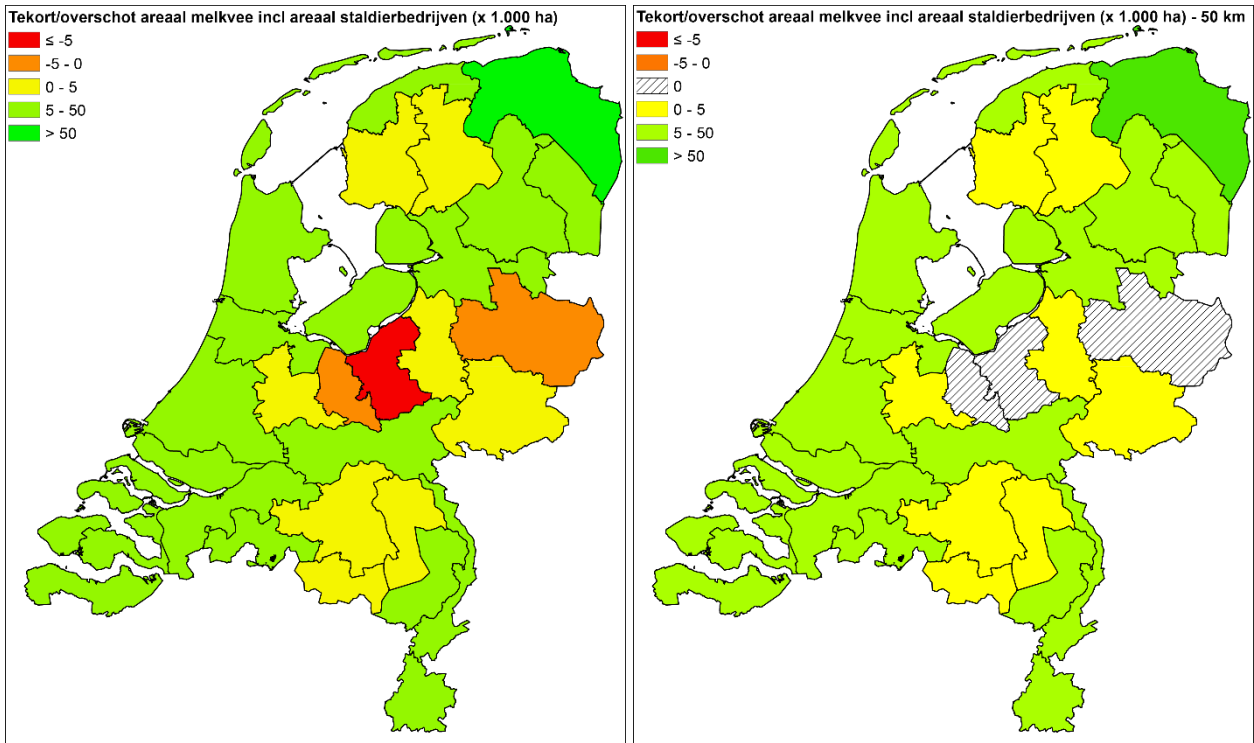 Tekort/overschot areaal melkvee incl areaal staldierbedrijven (x 1.000 ha)
≤ -5
-5 - 0
0 - 5
5 - 50
> 50
Tekort/overschot areaal melkvee incl areaal staldierbedrijven (x 1.000 ha) - 50 km
≤ -5
-5 - 0
0
0 - 5
5 - 50
> 50